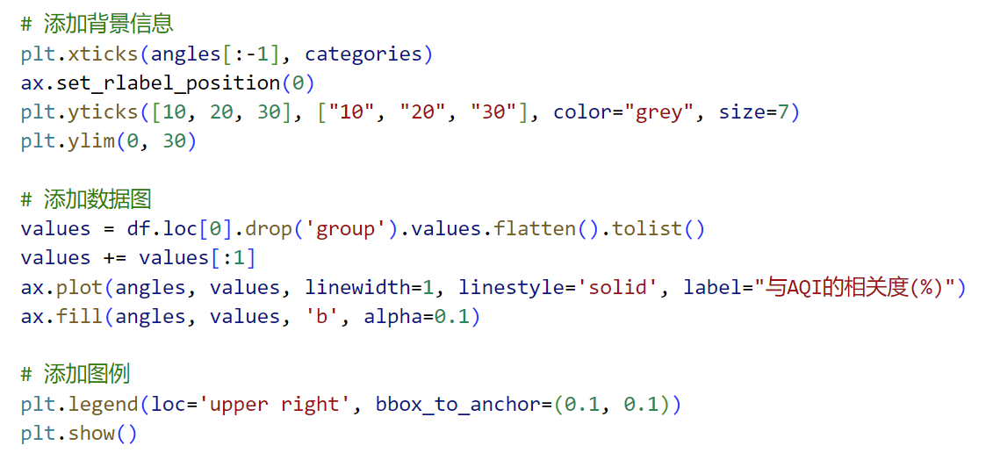 # 添加背景信息
plt.xticks(angles[:-1], categories)
ax.set_rlabel_position(0)
plt.yticks([10, 20, 30], ["10", "20", "30"], color="grey", size=7)
plt.ylim(0, 30)
# 添加数据图
values = df.loc[0].drop('group').values.flatten().tolist()
values += values[:1]
ax.plot(angles, values, linewidth=1, linestyle='solid', label="与AQI的相关度(%)")
ax.fill(angles, values, 'b', alpha=0.1)
# 添加图例
plt.legend(loc='upper right', bbox_to_anchor=(0.1, 0.1))
plt.show()